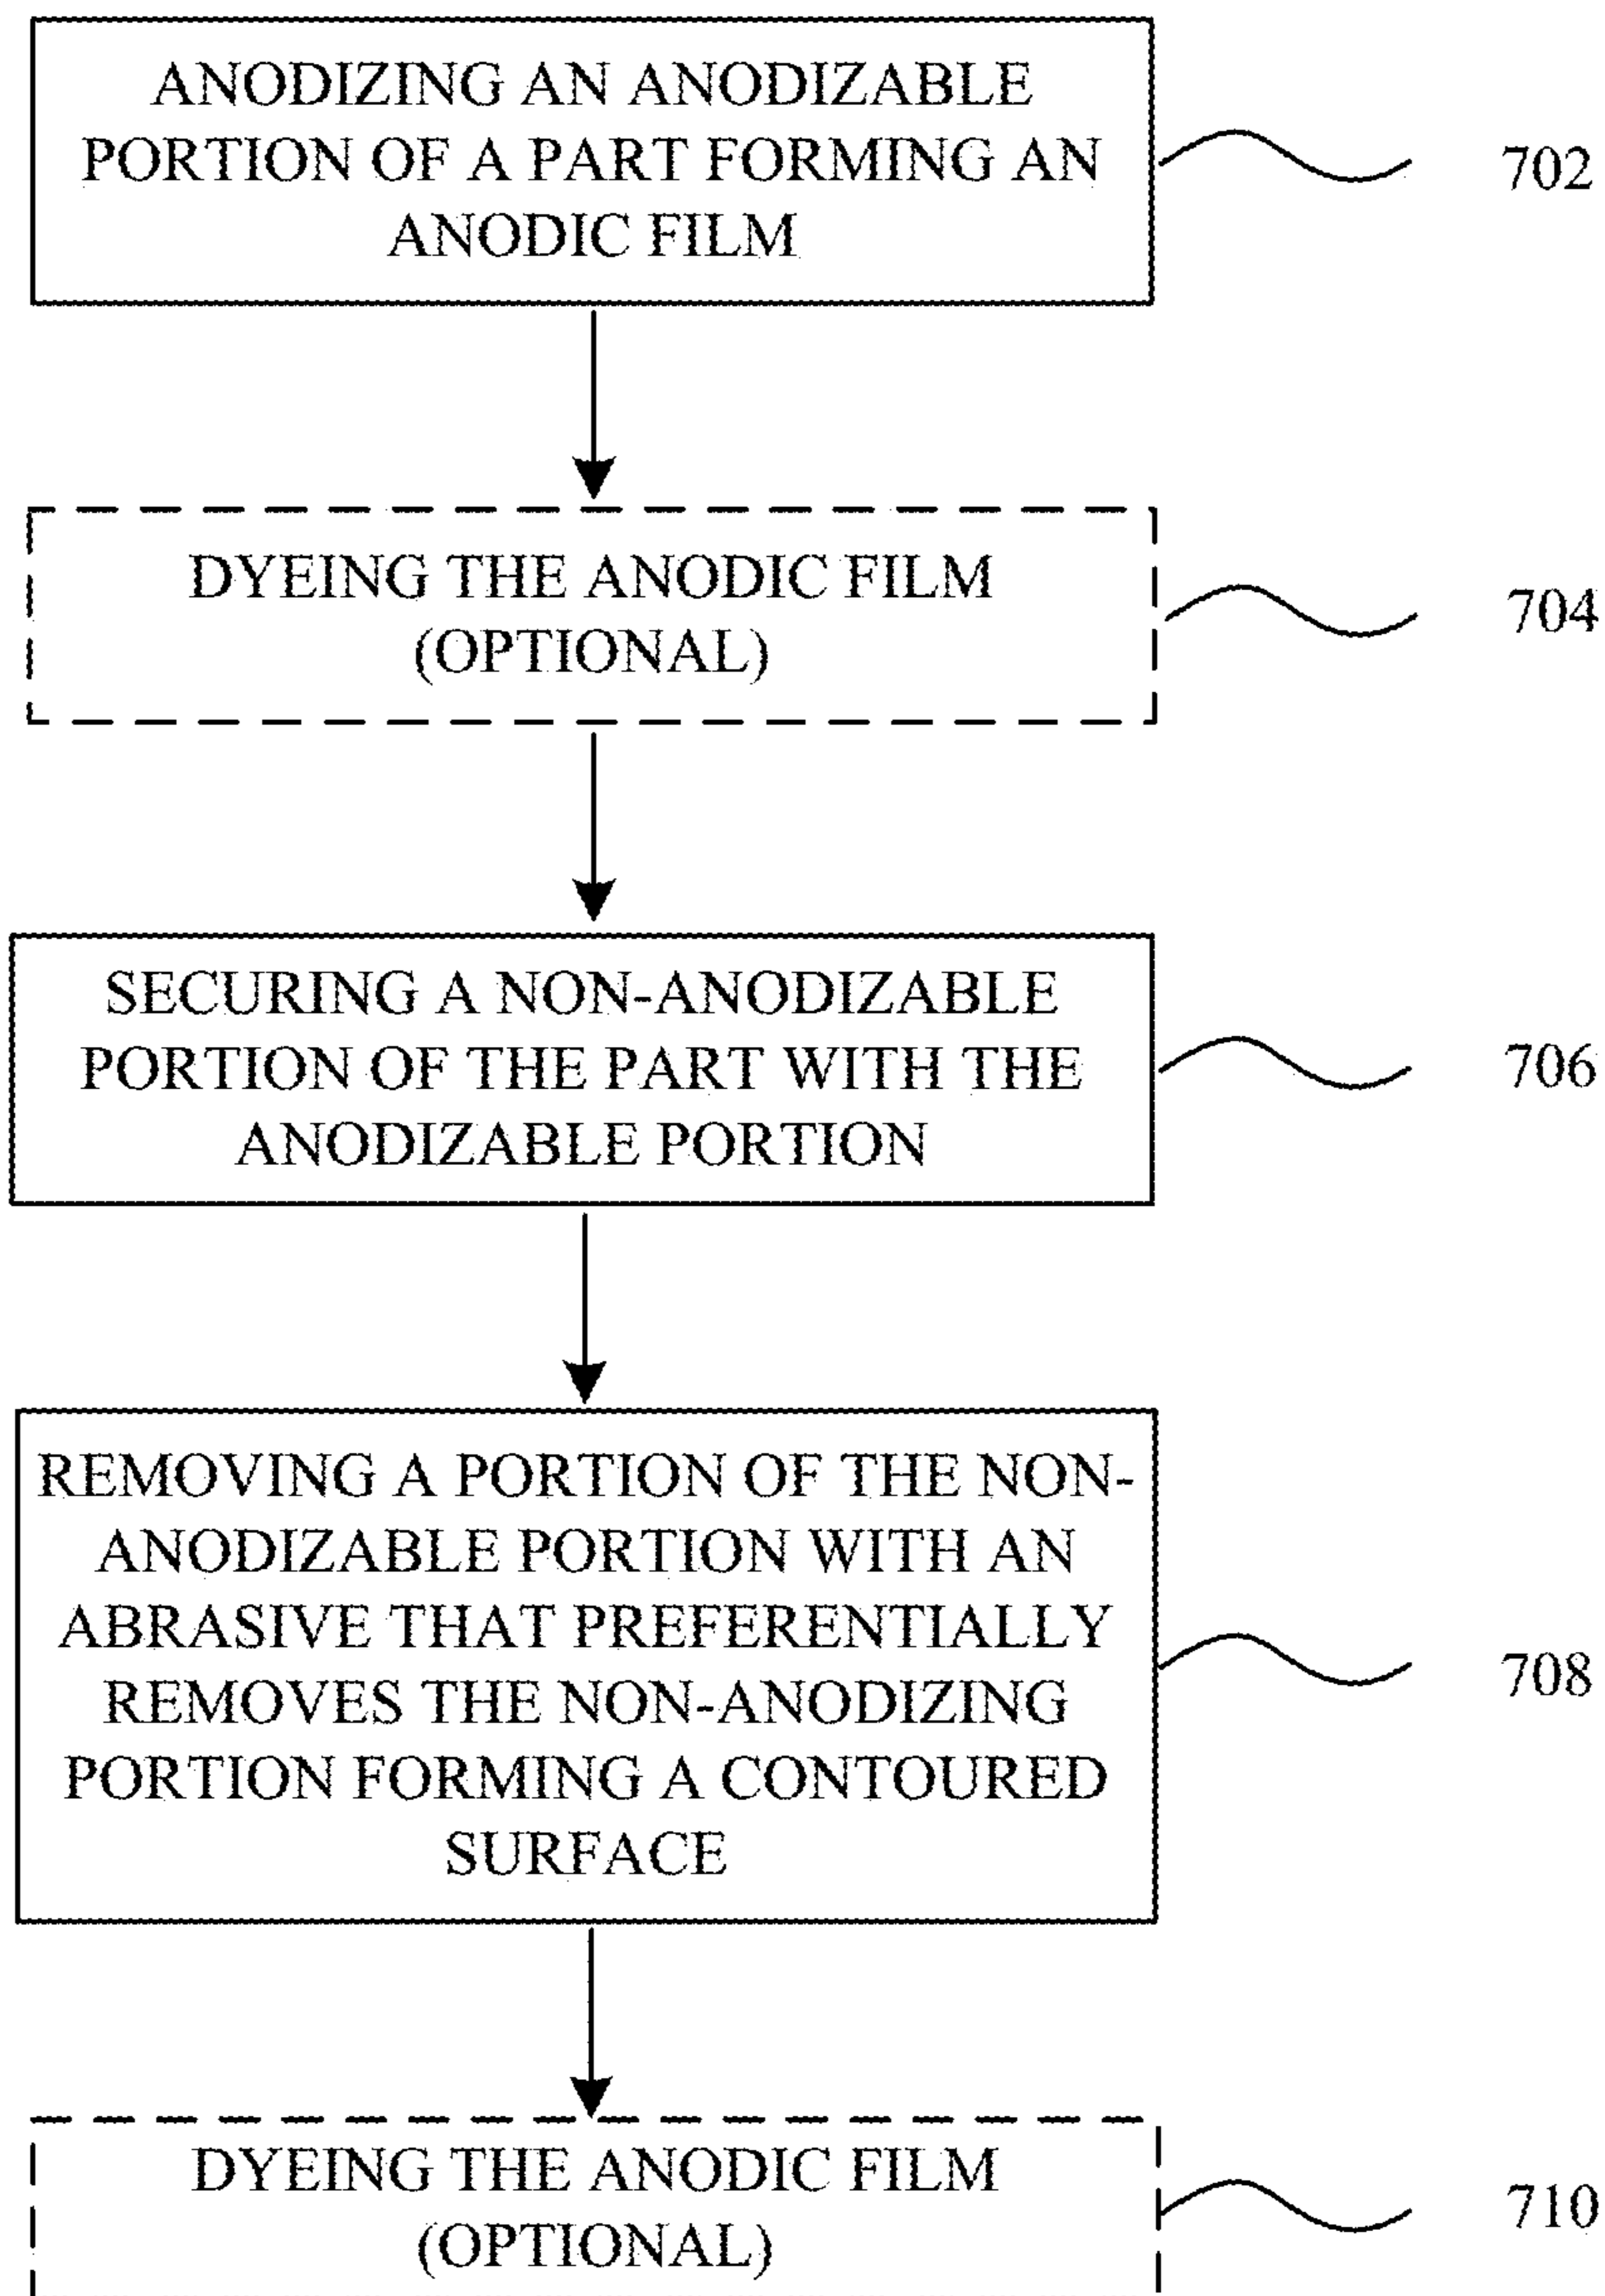 ANODIZING AN ANODIZABLE
PORTION OF A PART FORMING AN
ANODIC FILM
702
DYEING THE ANODIC FILM
(OPTIONAL)
704
SECURING A NON-ANODIZABLE
PORTION OF THE PART WITH THE
ANODIZABLE PORTION
706
REMOVING A PORTION OF THE NON-
ANODIZABLE PORTION WITH AN
ABRASIVE THAT PREFERENTIALLY
REMOVES THE NON-ANODIZING
PORTION FORMING A CONTOURED
SURFACE
708
DYEING THE ANODIC FILM
(OPTIONAL)
710